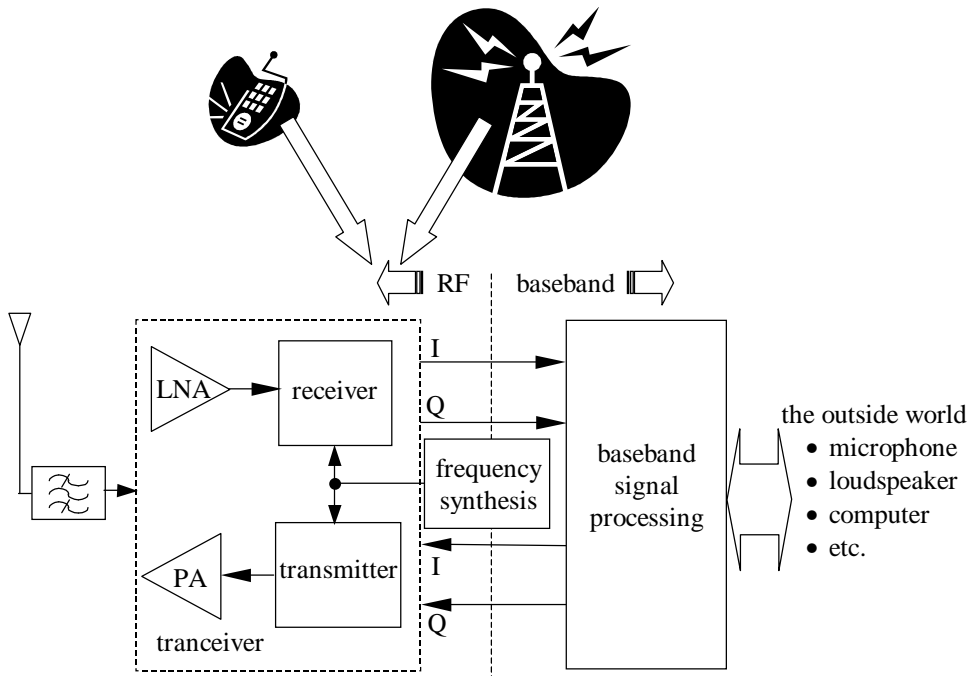 RF
baseband
I
LNA
receiver
Q
frequency
synthesis
baseband
signal
processing
the outside world
• microphone
• loudspeaker
• computer
• etc.
PA
transmitter
I
Q
tranceiver